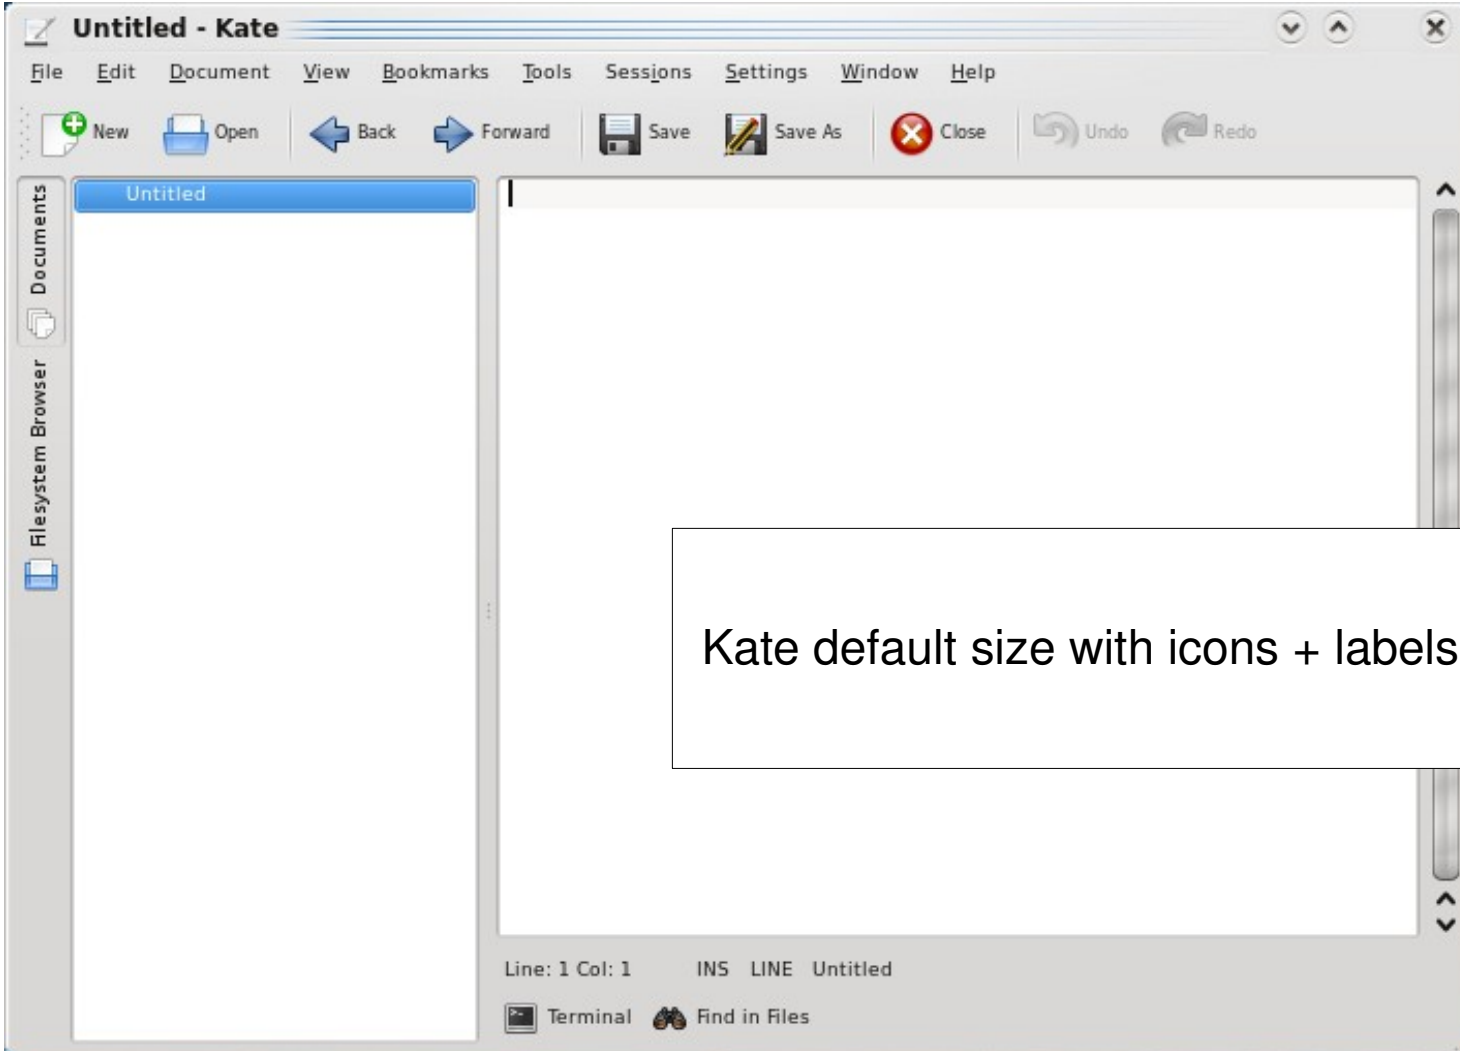 Untitled - Kate
File Edit Document View Bookmarks Tools Sessions Settings Window Help
New Open Back Forward Save Save As Close Undo Redo
Documents
Filesystem Browser
Untitled
Kate default size with icons + labels
Line: 1 Col: 1 INS LINE Untitled
Terminal Find in Files